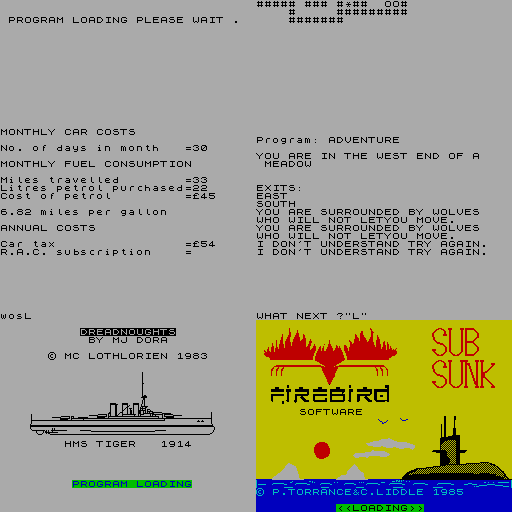 PROGRAM LOADING PLEASE WAIT .
##### ### #*## OO#
# #########
#######
MONTHLY CAR COSTS
No. of days in month =30
MONTHLY FUEL CONSUMPTION
Miles travelled =33
Litres petrol purchased=22
Cost of petrol =£45
6.82 miles per gallon
ANNUAL COSTS
Car tax =£54
R.A.C. subscription =
wosL
Program: ADVENTURE
YOU ARE IN THE WEST END OF A
MEADOW
EXITS:
EAST
SOUTH
YOU ARE SURROUNDED BY WOLVES
WHO WILL NOT LETYOU MOVE.
YOU ARE SURROUNDED BY WOLVES
WHO WILL NOT LETYOU MOVE.
I DON'T UNDERSTAND TRY AGAIN.
I DON'T UNDERSTAND TRY AGAIN.
WHAT NEXT ?"L"
DREADNOUGHTS
BY MJ DORA
© MC LOTHLORIEN 1983
HMS TIGER 1914
PROGRAM LOADING
SUB
SUNK
FIREBIRD
SOFTWARE
© P.TORRANCE&C.LIDDLE 1985
<<LOADING>>